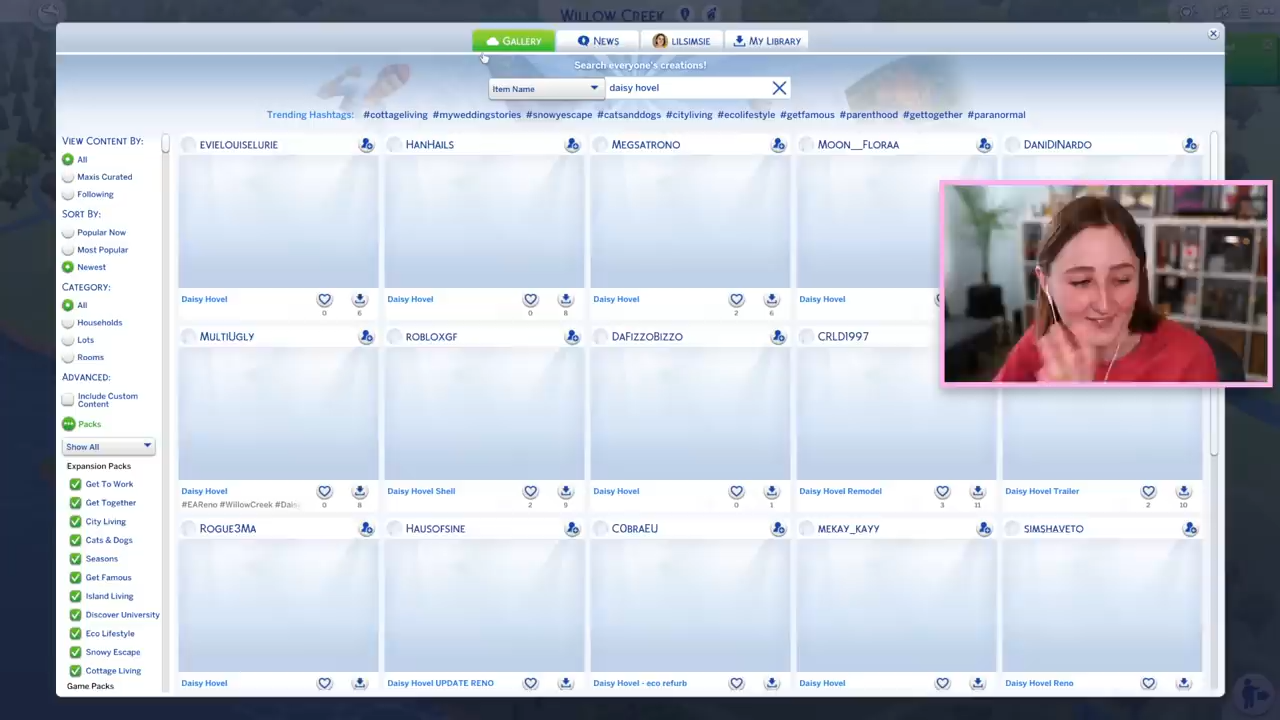 Willow Creek
Gallery
News
lilsimsie
My Library
Search everyone's creations!
Item Name
daisy hovel
Trending Hashtags: #cottageliving #myweddingstories #snowyescape #catsanddogs #cityliving #ecolifestyle #getfamous #parenthood #gettogether #paranormal
View Content By:
All
Maxis Curated
Following
Sort By:
Popular Now
Most Popular
Newest
Category:
All
Households
Lots
Rooms
Advanced:
Include Custom
Content
Packs
Show All
Expansion Packs
Get To Work
Get Together
City Living
Cats & Dogs
Seasons
Get Famous
Island Living
Discover University
Eco Lifestyle
Snowy Escape
Cottage Living
Game Packs
evielouiselurie
HanHails
Megsatrono
Moon__Floraa
DaniDiNardo
Daisy Hovel
0
6
Daisy Hovel
0
8
Daisy Hovel
2
6
Daisy Hovel
MultiUgly
robloxgf
DaFizzoBizzo
CRLD1997
Daisy Hovel
#EAReno #WillowCreek #Dais
0
8
Daisy Hovel Shell
2
9
Daisy Hovel
0
1
Daisy Hovel Remodel
3
11
Daisy Hovel Trailer
2
10
Rogue3Ma
HausOfSine
C0braEU
mekay_kayy
simshaveto
Daisy Hovel
Daisy Hovel UPDATE RENO
Daisy Hovel - eco refurb
Daisy Hovel
Daisy Hovel Reno